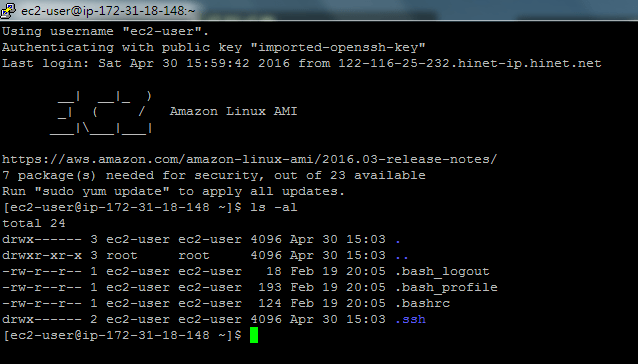 ec2-user@ip-172-31-18-148:~
Using username "ec2-user".
Authenticating with public key "imported-openssh-key"
Last login: Sat Apr 30 15:59:42 2016 from 122-116-25-232.hinet-ip.hinet.net
       __|  __|_  )
       _|  (     /   Amazon Linux AMI
      ___|\___|___|
https://aws.amazon.com/amazon-linux-ami/2016.03-release-notes/
7 package(s) needed for security, out of 23 available
Run "sudo yum update" to apply all updates.
[ec2-user@ip-172-31-18-148 ~]$ ls -al
total 24
drwx------ 3 ec2-user ec2-user 4096 Apr 30 15:03 .
drwxr-xr-x 3 root     root     4096 Apr 30 15:03 ..
-rw-r--r-- 1 ec2-user ec2-user   18 Feb 19 20:05 .bash_logout
-rw-r--r-- 1 ec2-user ec2-user  193 Feb 19 20:05 .bash_profile
-rw-r--r-- 1 ec2-user ec2-user  124 Feb 19 20:05 .bashrc
drwx------ 2 ec2-user ec2-user 4096 Apr 30 15:03 .ssh
[ec2-user@ip-172-31-18-148 ~]$